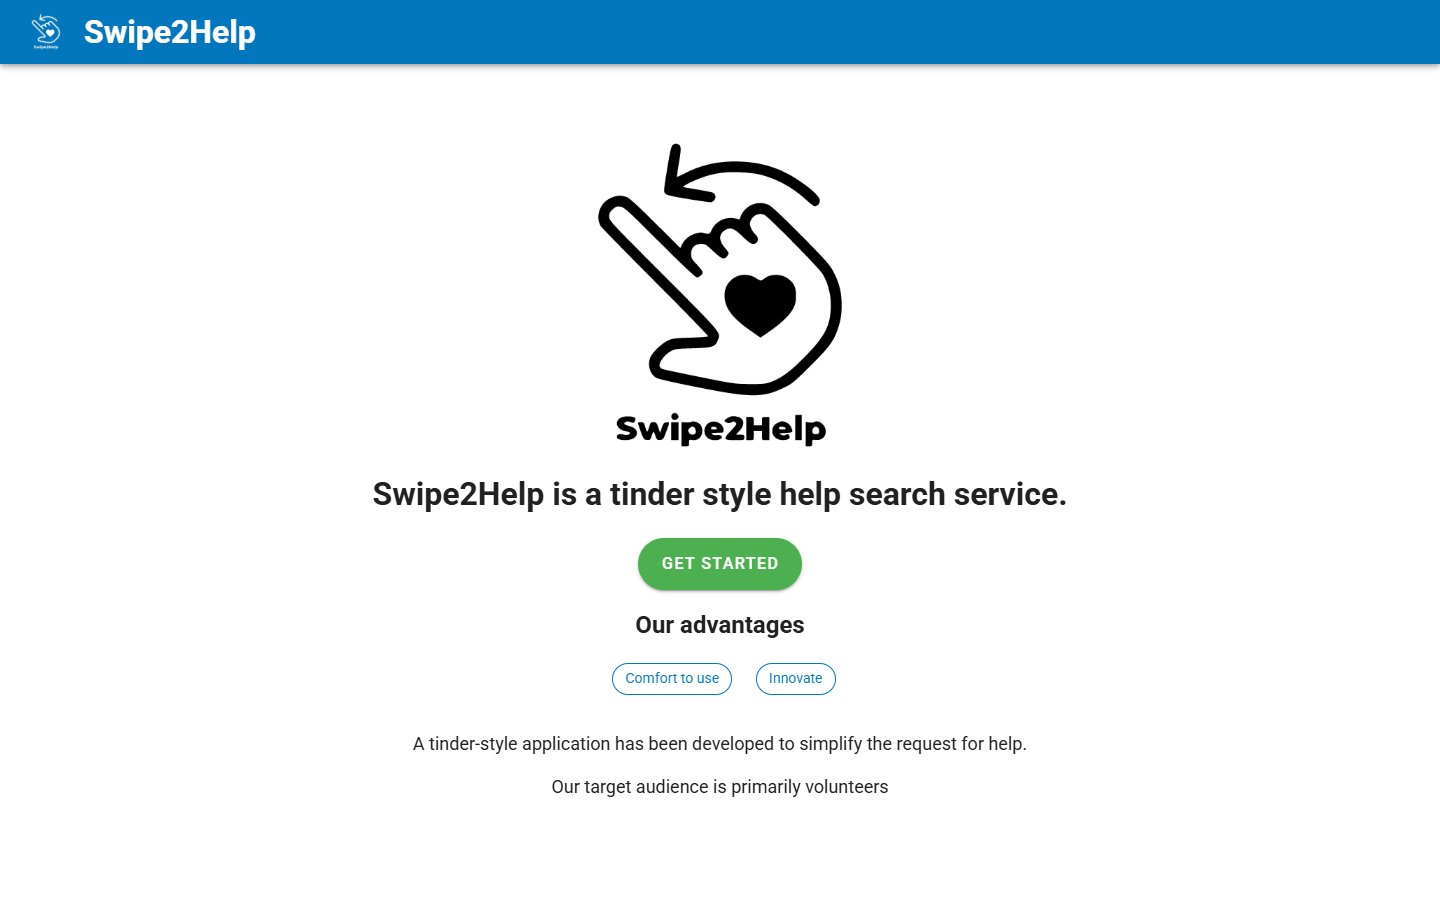 Swipe2Help
Swipe2Help
Swipe2Help
Swipe2Help is a tinder style help search service.
GET STARTED
Our advantages
Comfort to use
Innovate
A tinder-style application has been developed to simplify the request for help.
Our target audience is primarily volunteers